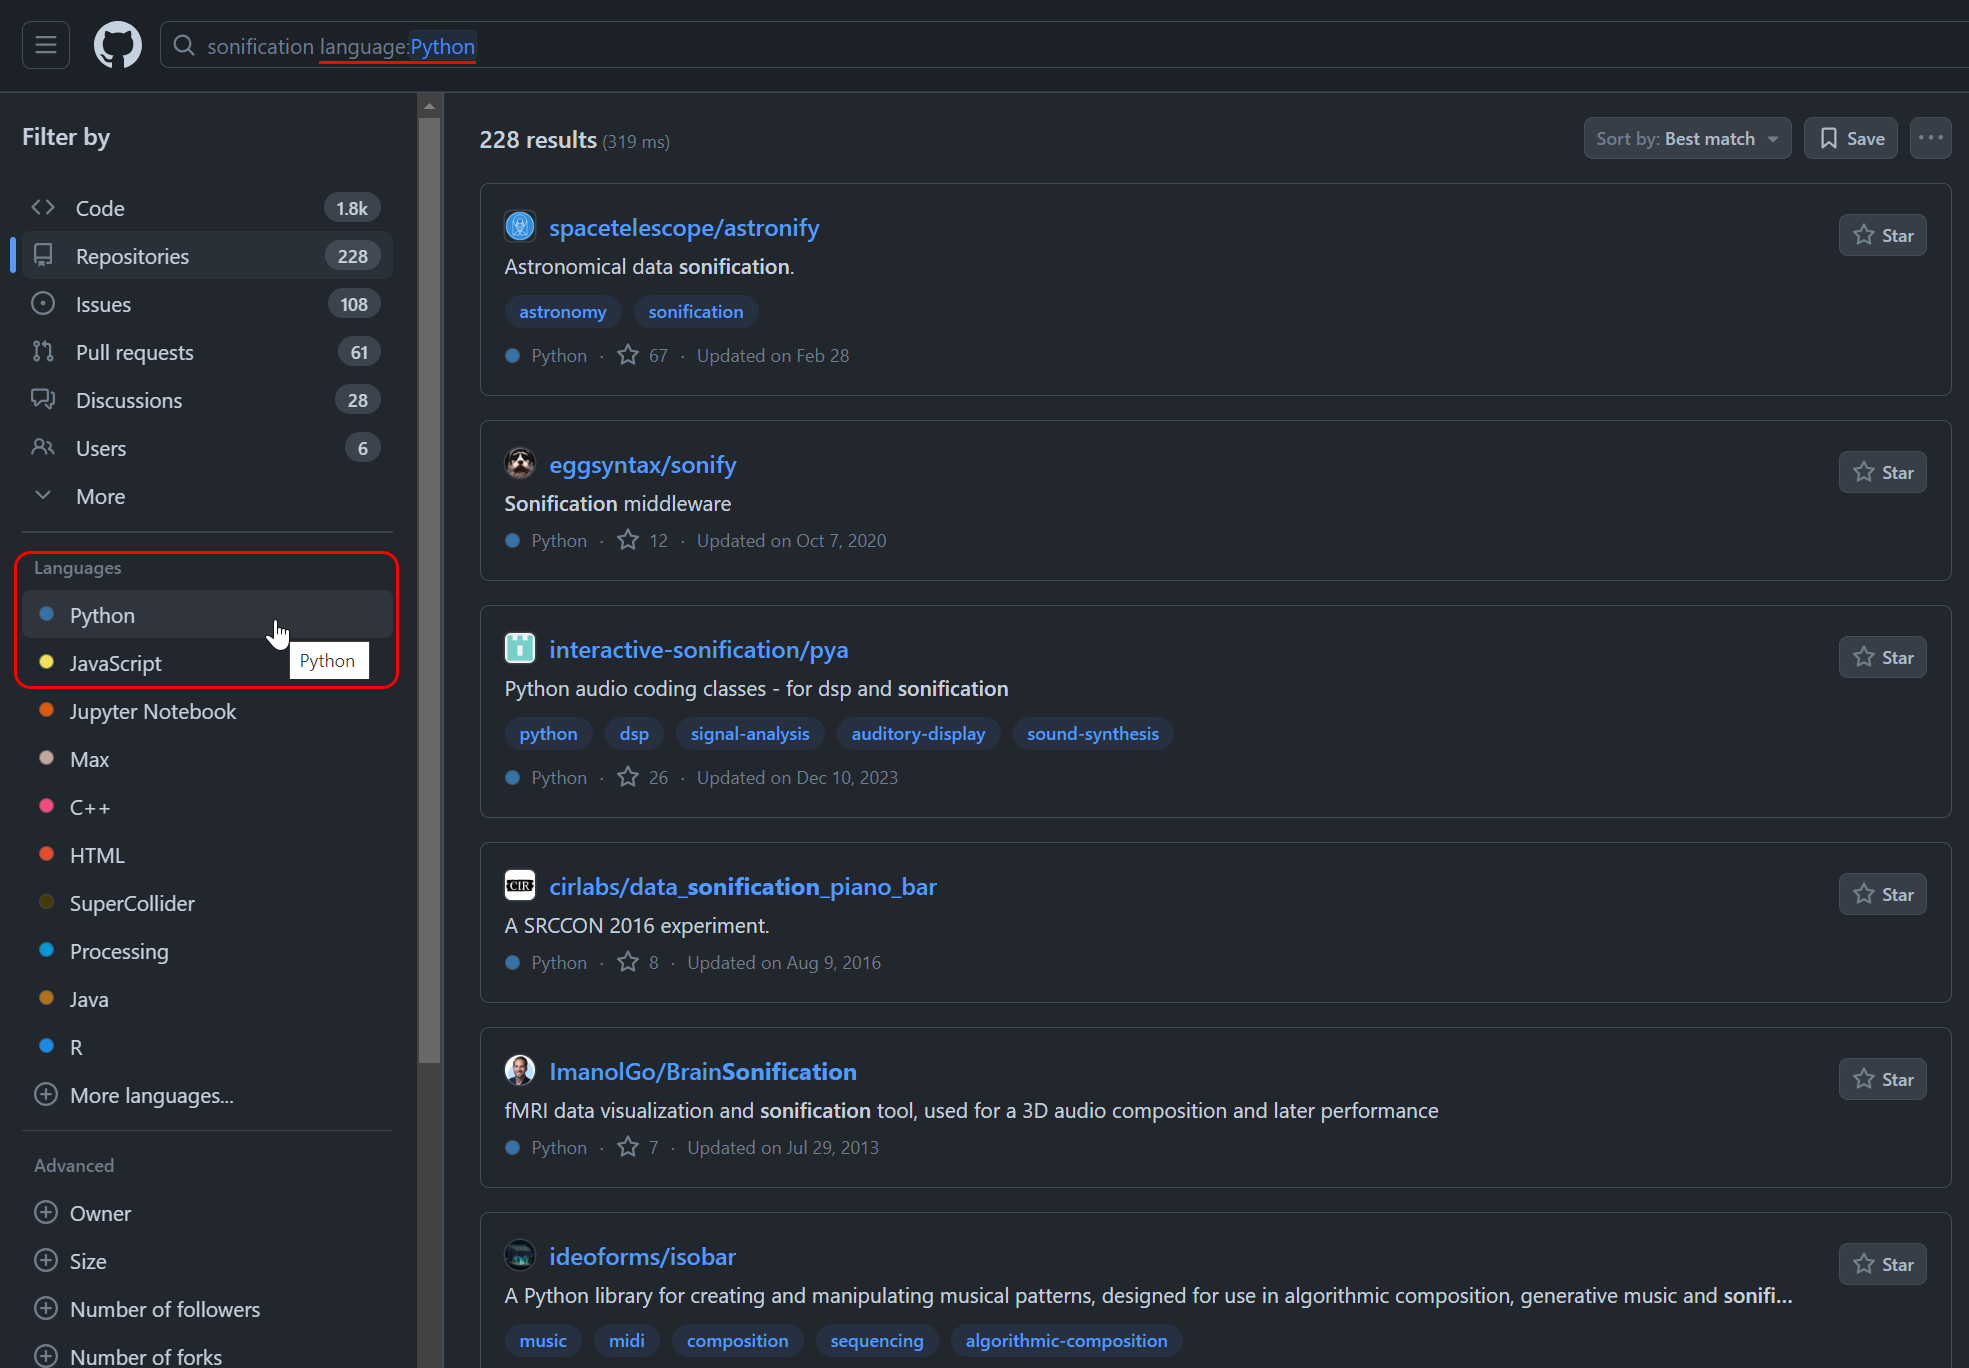 sonification language:Python
Filter by
Code 1.8k
Repositories 228
Issues 108
Pull requests 61
Discussions 28
Users 6
More
Languages
Python
Python
JavaScript
Jupyter Notebook
Max
C++
HTML
SuperCollider
Processing
Java
R
More languages...
Advanced
Owner
Size
Number of followers
Number of forks
228 results (319 ms)
Sort by: Best match
Save
spacetelescope/astronify
Star
Astronomical data sonification.
astronomy sonification
Python · 67 · Updated on Feb 28
eggsyntax/sonify
Star
Sonification middleware
Python · 12 · Updated on Oct 7, 2020
interactive-sonification/pya
Star
Python audio coding classes - for dsp and sonification
python dsp signal-analysis auditory-display sound-synthesis
Python · 26 · Updated on Dec 10, 2023
CIR
cirlabs/data_sonification_piano_bar
Star
A SRCCON 2016 experiment.
Python · 8 · Updated on Aug 9, 2016
ImanolGo/BrainSonification
Star
fMRI data visualization and sonification tool, used for a 3D audio composition and later performance
Python · 7 · Updated on Jul 29, 2013
ideoforms/isobar
Star
A Python library for creating and manipulating musical patterns, designed for use in algorithmic composition, generative music and sonifi...
music midi composition sequencing algorithmic-composition